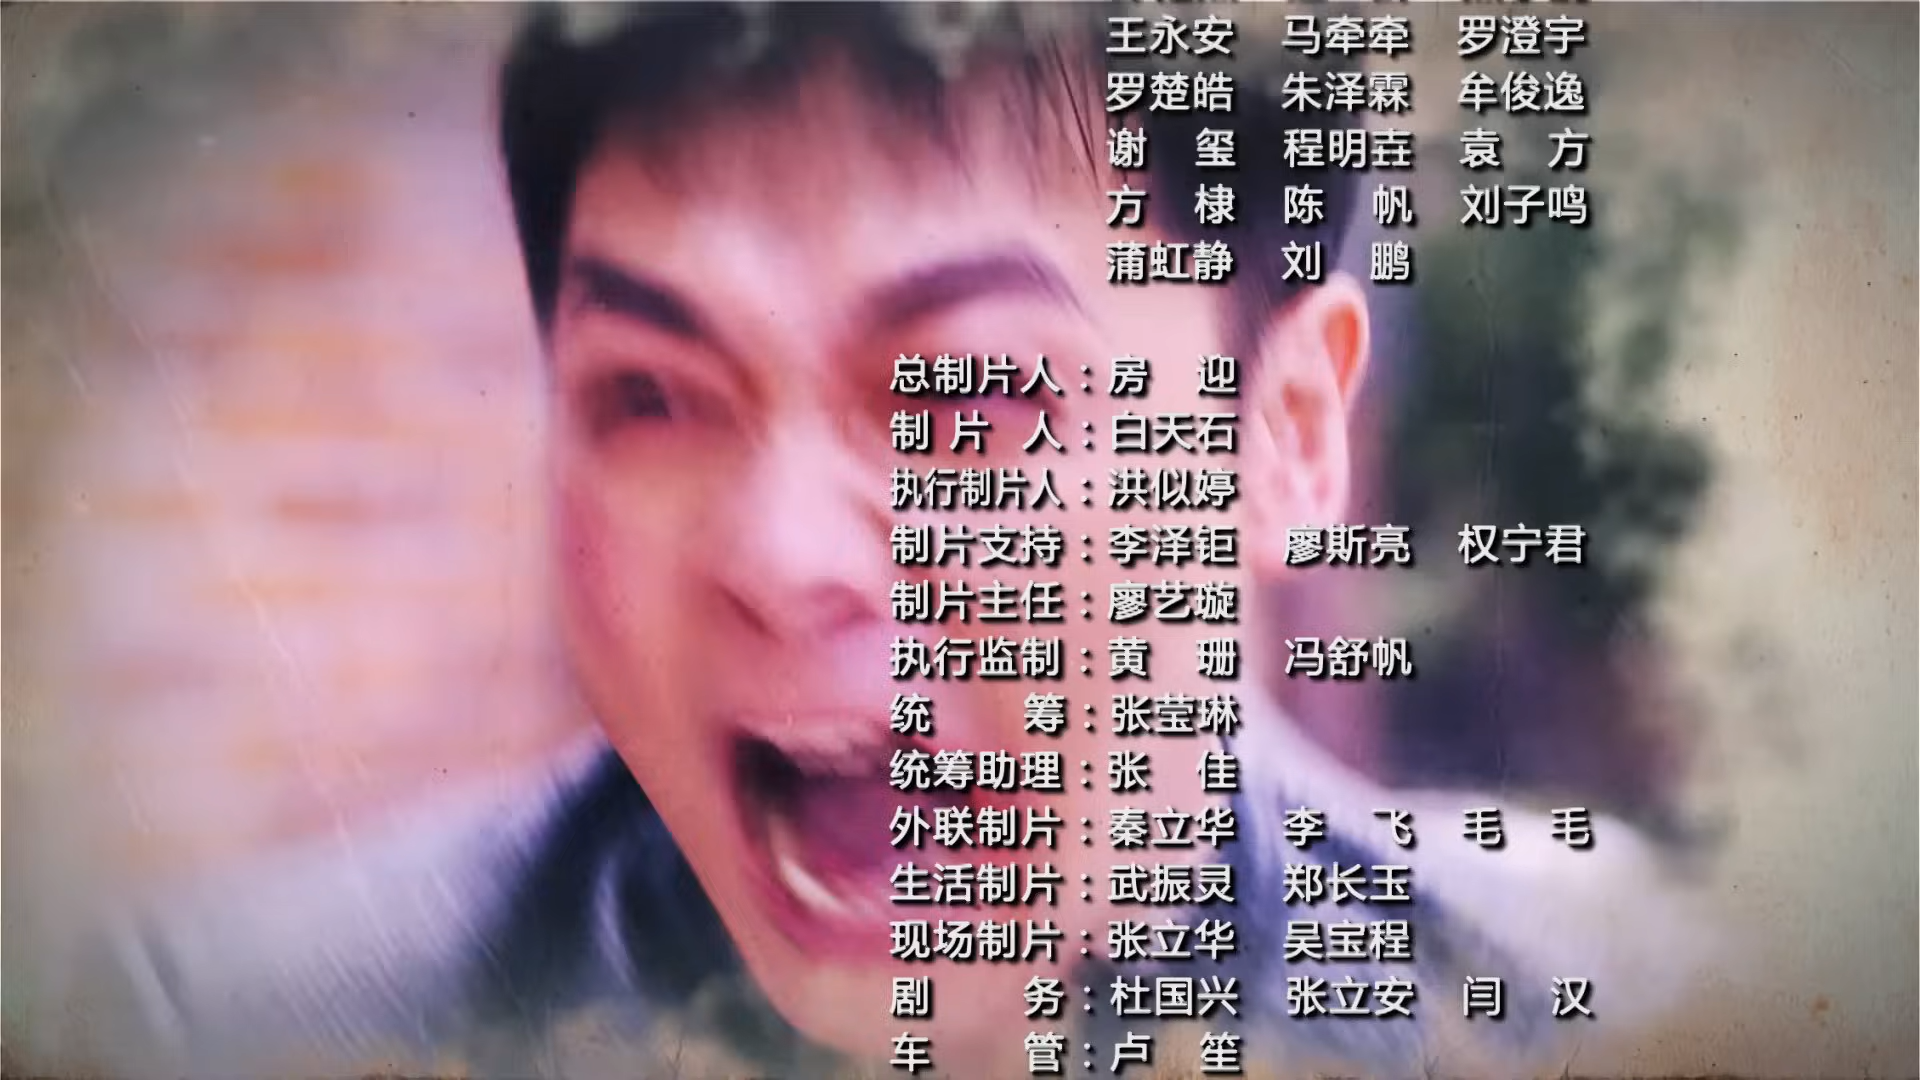 王永安 马牵牵 罗澄宇
罗楚皓 朱泽霖 牟俊逸
谢 玺 程明垚 袁 方
方 棣 陈 帆 刘子鸣
蒲虹静 刘 鹏
总制片人：房 迎
制片人：白天石
执行制片人：洪似婷
制片支持：李泽钜 廖斯亮 权宁君
制片主任：廖艺璇
执行监制：黄 珊 冯舒帆
统 筹：张莹琳
统筹助理：张 佳
外联制片：秦立华 李 飞 毛 毛
生活制片：武振灵 郑长玉
现场制片：张立华 吴宝程
剧 务：杜国兴 张立安 闫 汉
车 管：卢 笙